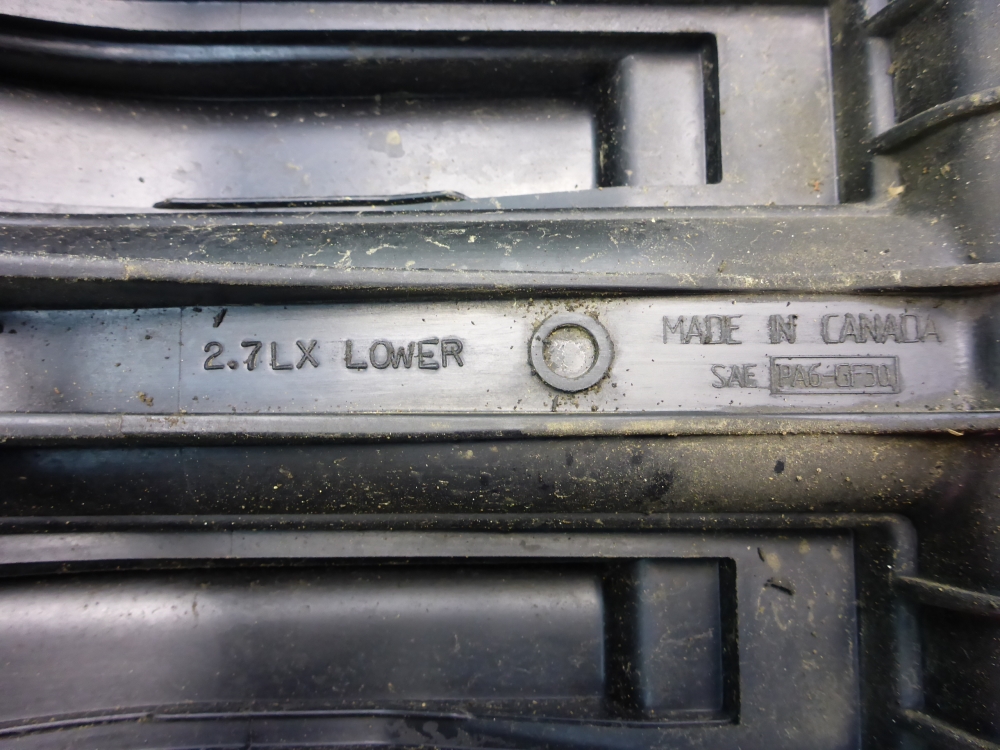 2.7LX LOWER
MADE IN CANADA
SAE PA6-GF30